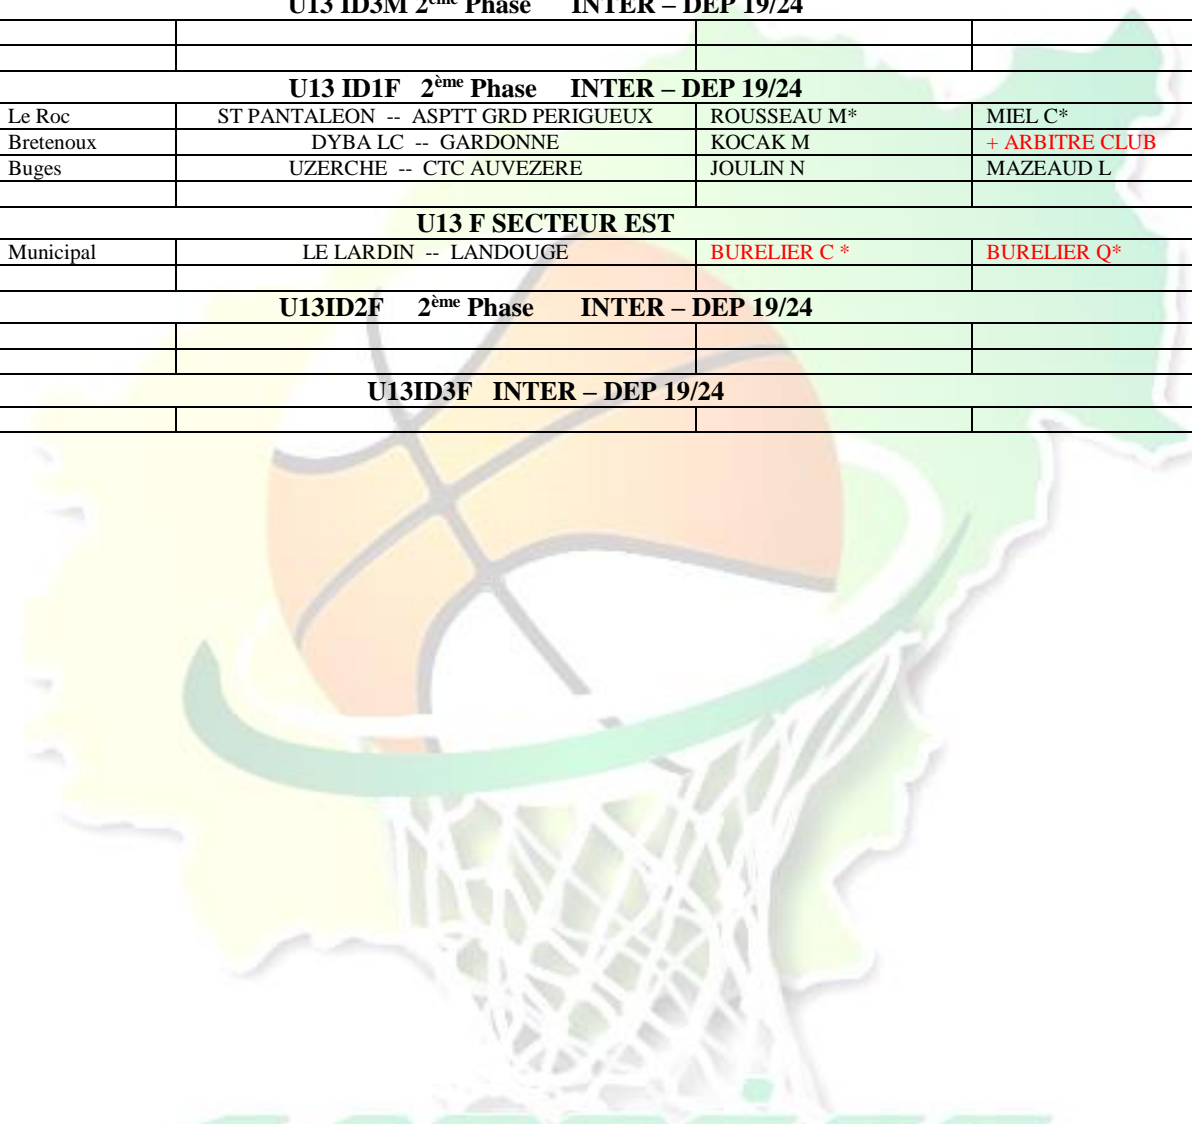 U13 ID3M 2ème Phase INTER – DEP 19/24
U13 ID1F 2ème Phase INTER – DEP 19/24
Le Roc ST PANTALEON -- ASPTT GRD PERIGUEUX ROUSSEAU M* MIEL C*
Bretenoux DYBA LC -- GARDONNE KOCAK M + ARBITRE CLUB
Buges UZERCHE -- CTC AUVEZERE JOULIN N MAZEAUD L
U13 F SECTEUR EST
Municipal LE LARDIN -- LANDOUGE BURELIER C * BURELIER Q*
U13ID2F 2ème Phase INTER – DEP 19/24
U13ID3F INTER – DEP 19/24